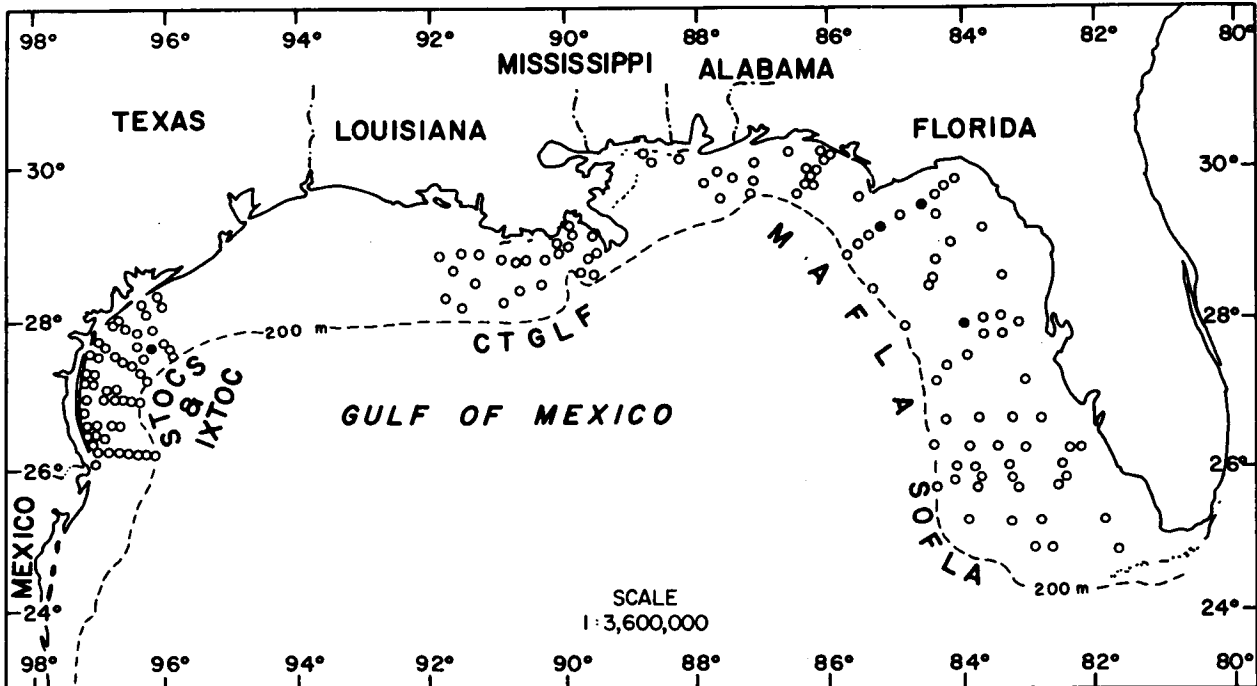 98° 96° 94° 92° 90° 88° 86° 84° 82° 80°
MISSISSIPPI ALABAMA
TEXAS LOUISIANA FLORIDA
30° 30°
28° 28°
200 m
CTGLF
MAFLA
STOCS
&
IXTOC
GULF OF MEXICO
26° 26°
SOFLA
MEXICO
200 m
24° 24°
SCALE
1:3,600,000
98° 96° 94° 92° 90° 88° 86° 84° 82° 80°